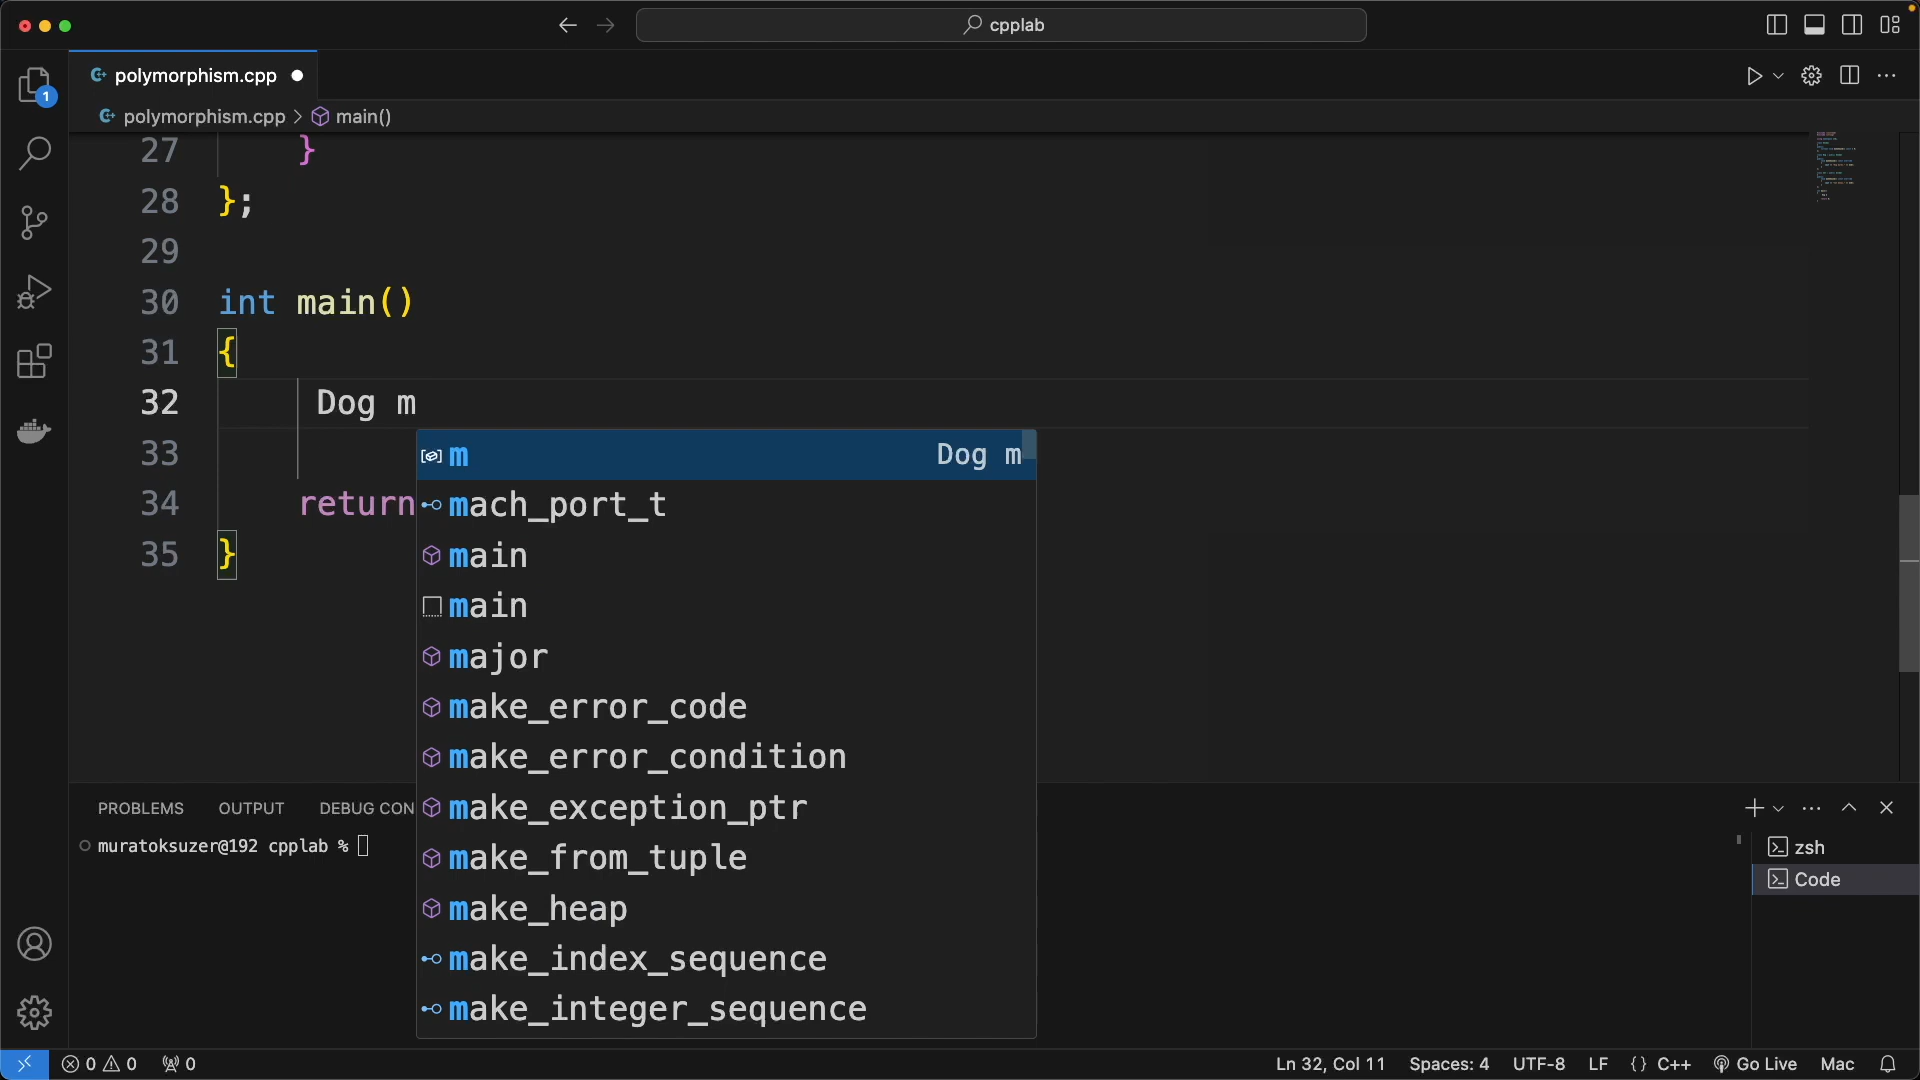 cpplab
polymorphism.cpp
polymorphism.cpp > main()
1
27 }
28 };
29
30 int main()
31 {
32 Dog m
33
34 return
35 }
m Dog m
mach_port_t
main
main
major
make_error_code
make_error_condition
make_exception_ptr
make_from_tuple
make_heap
make_index_sequence
make_integer_sequence
PROBLEMS OUTPUT DEBUG CON
muratoksuzer@192 cpplab %
zsh
Code
0 0 0 Ln 32, Col 11 Spaces: 4 UTF-8 LF {} C++ Go Live Mac